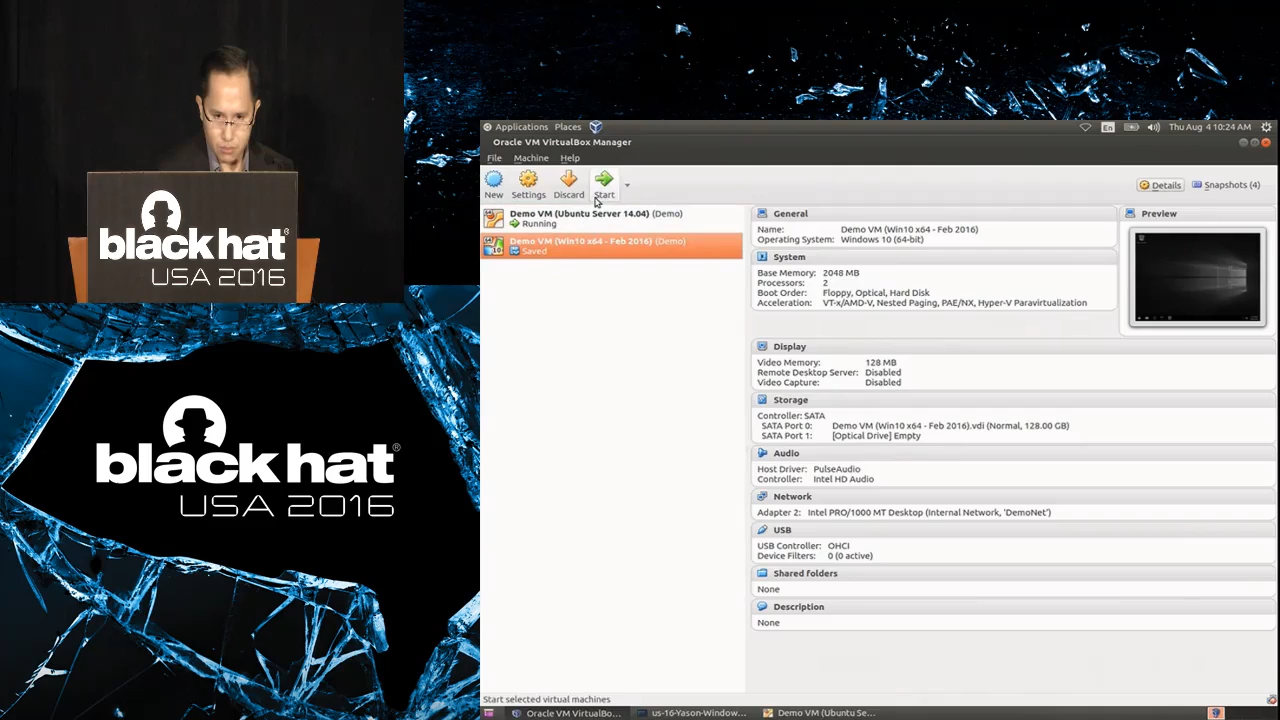 black hat®
USA 2016
black hat®
USA 2016
Applications Places
En
Thu Aug 4 10:24 AM
Oracle VM VirtualBox Manager
File Machine Help
New Settings Discard Start
Details Snapshots (4)
Demo VM (Ubuntu Server 14.04) (Demo)
Running
Demo VM (Win10 x64 - Feb 2016) (Demo)
Saved
General
Name: Demo VM (Win10 x64 - Feb 2016)
Operating System: Windows 10 (64-bit)
System
Base Memory: 2048 MB
Processors: 2
Boot Order: Floppy, Optical, Hard Disk
Acceleration: VT-x/AMD-V, Nested Paging, PAE/NX, Hyper-V Paravirtualization
Preview
Display
Video Memory: 128 MB
Remote Desktop Server: Disabled
Video Capture: Disabled
Storage
Controller: SATA
SATA Port 0: Demo VM (Win10 x64 - Feb 2016).vdi (Normal, 128.00 GB)
SATA Port 1: [Optical Drive] Empty
Audio
Host Driver: PulseAudio
Controller: Intel HD Audio
Network
Adapter 2: Intel PRO/1000 MT Desktop (Internal Network, 'DemoNet')
USB
USB Controller: OHCI
Device Filters: 0 (0 active)
Shared folders
None
Description
None
Start selected virtual machines
Oracle VM VirtualBo... us-16-Yason-Window... Demo VM (Ubuntu Se...